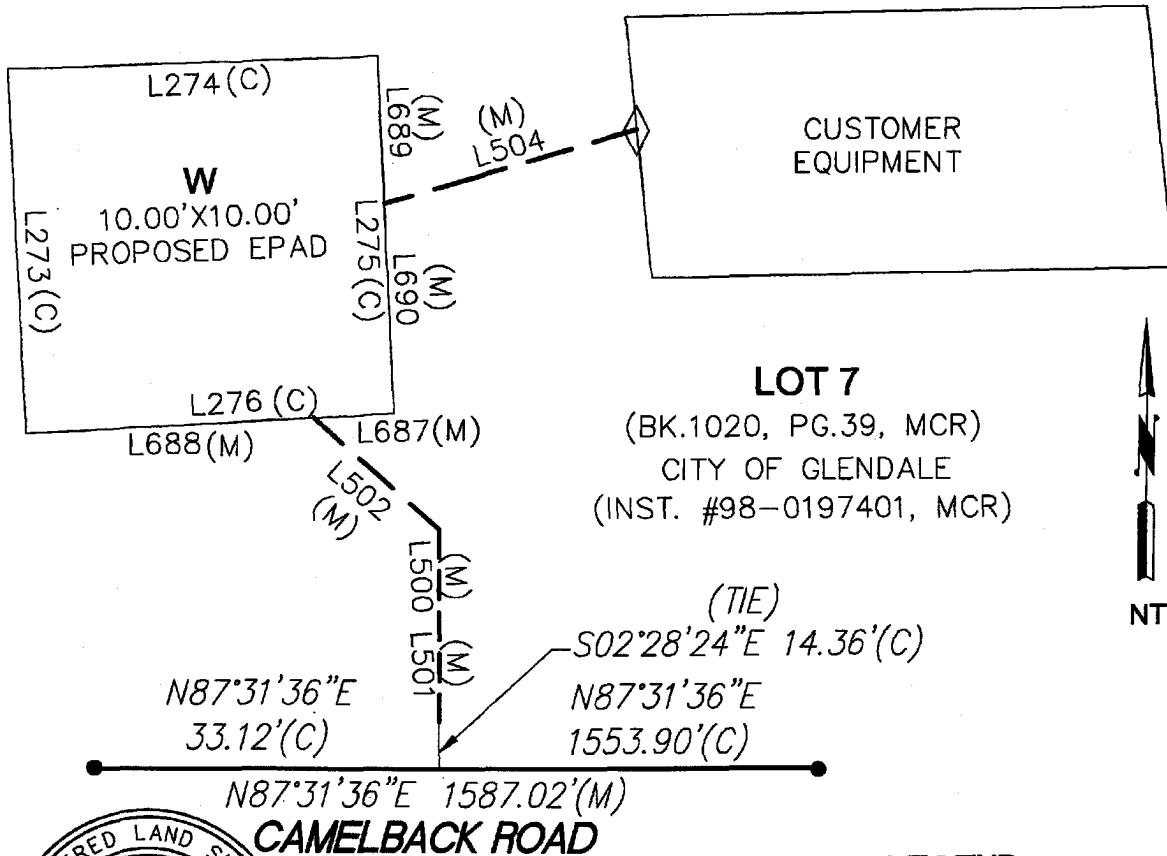 L274(C)
L689
(M)
(M)
L504
CUSTOMER
EQUIPMENT
W
10.00'X10.00'
PROPOSED EPAD
L273(C)
L275(C)
L690
(M)
L276 (C)
L688(M)
L687(M)
L502
(M)
LOT 7
(BK.1020, PG.39, MCR)
CITY OF GLENDALE
(INST. #98-0197401, MCR)
N
NT
L500
(M)
L501
(M)
(TIE)
S02°28'24"E 14.36'(C)
N87°31'36"E
33.12'(C)
N87°31'36"E
1553.90'(C)
N87°31'36"E 1587.02'(M)
CAMELBACK ROAD
LAND